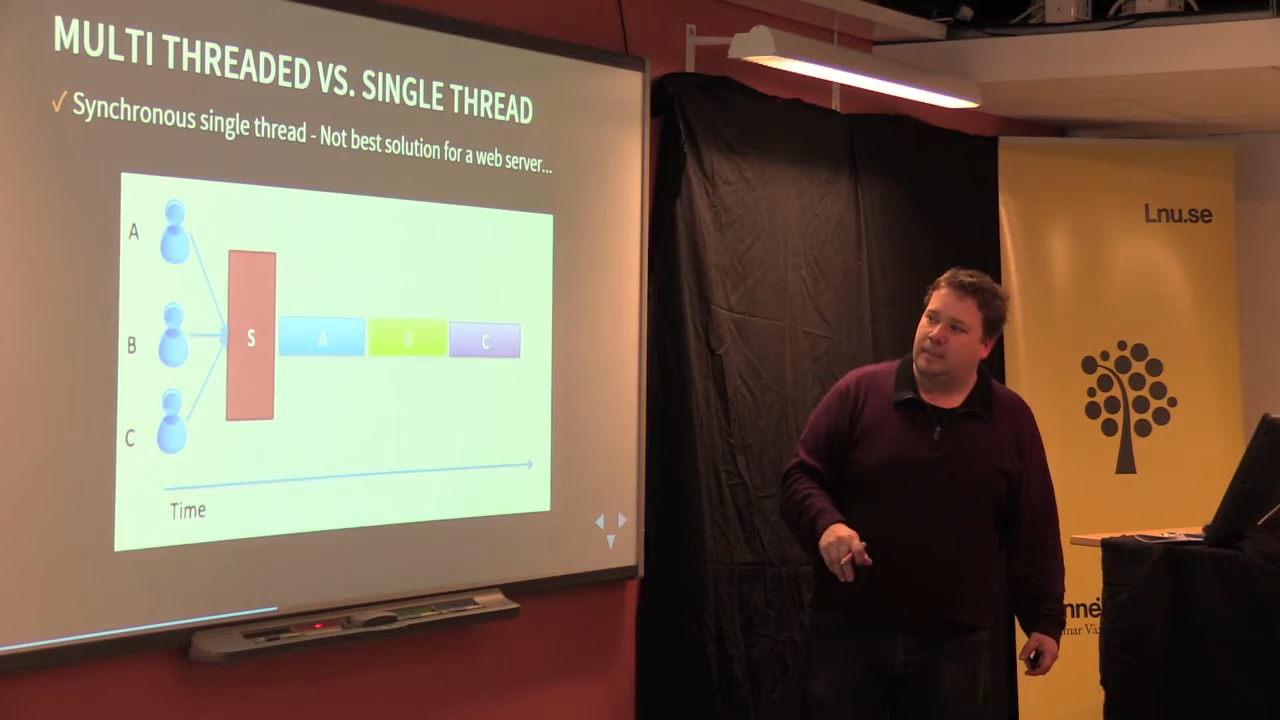 MULTI THREADED VS. SINGLE THREAD
✓ Synchronous single thread - Not best solution for a web server...
A
B
C
S
A
B
C
Time
Lnu.se